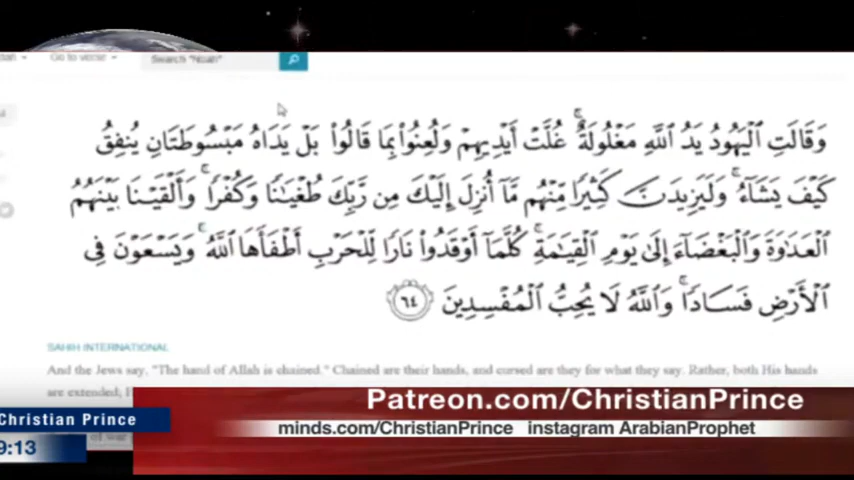 Go to verse
Search "Noah"
وَقَالَتِ ٱلْيَهُودُ يَدُ ٱللَّهِ مَغْلُولَةٌ ۚ غُلَّتْ أَيْدِيهِمْ وَلُعِنُوا۟ بِمَا قَالُوا۟ ۘ بَلْ يَدَاهُ مَبْسُوطَتَانِ يُنفِقُ
كَيْفَ يَشَآءُ ۚ وَلَيَزِيدَنَّ كَثِيرًا مِّنْهُم مَّآ أُنزِلَ إِلَيْكَ مِن رَّبِّكَ طُغْيَـٰنًا وَكُفْرًا ۚ وَأَلْقَيْنَا بَيْنَهُمُ
ٱلْعَدَٰوَةَ وَٱلْبَغْضَآءَ إِلَىٰ يَوْمِ ٱلْقِيَـٰمَةِ ۚ كُلَّمَآ أَوْقَدُوا۟ نَارًا لِّلْحَرْبِ أَطْفَأَهَا ٱللَّهُ ۚ وَيَسْعَوْنَ فِى
ٱلْأَرْضِ فَسَادًا ۚ وَٱللَّهُ لَا يُحِبُّ ٱلْمُفْسِدِينَ ٦٤
SAHIH INTERNATIONAL
And the Jews say, "The hand of Allah is chained." Chained are their hands, and cursed are they for what they say. Rather, both His hands
are extended;
of war
Patreon.com/ChristianPrince
Christian Prince
minds.com/ChristianPrince instagram ArabianProphet
9:13